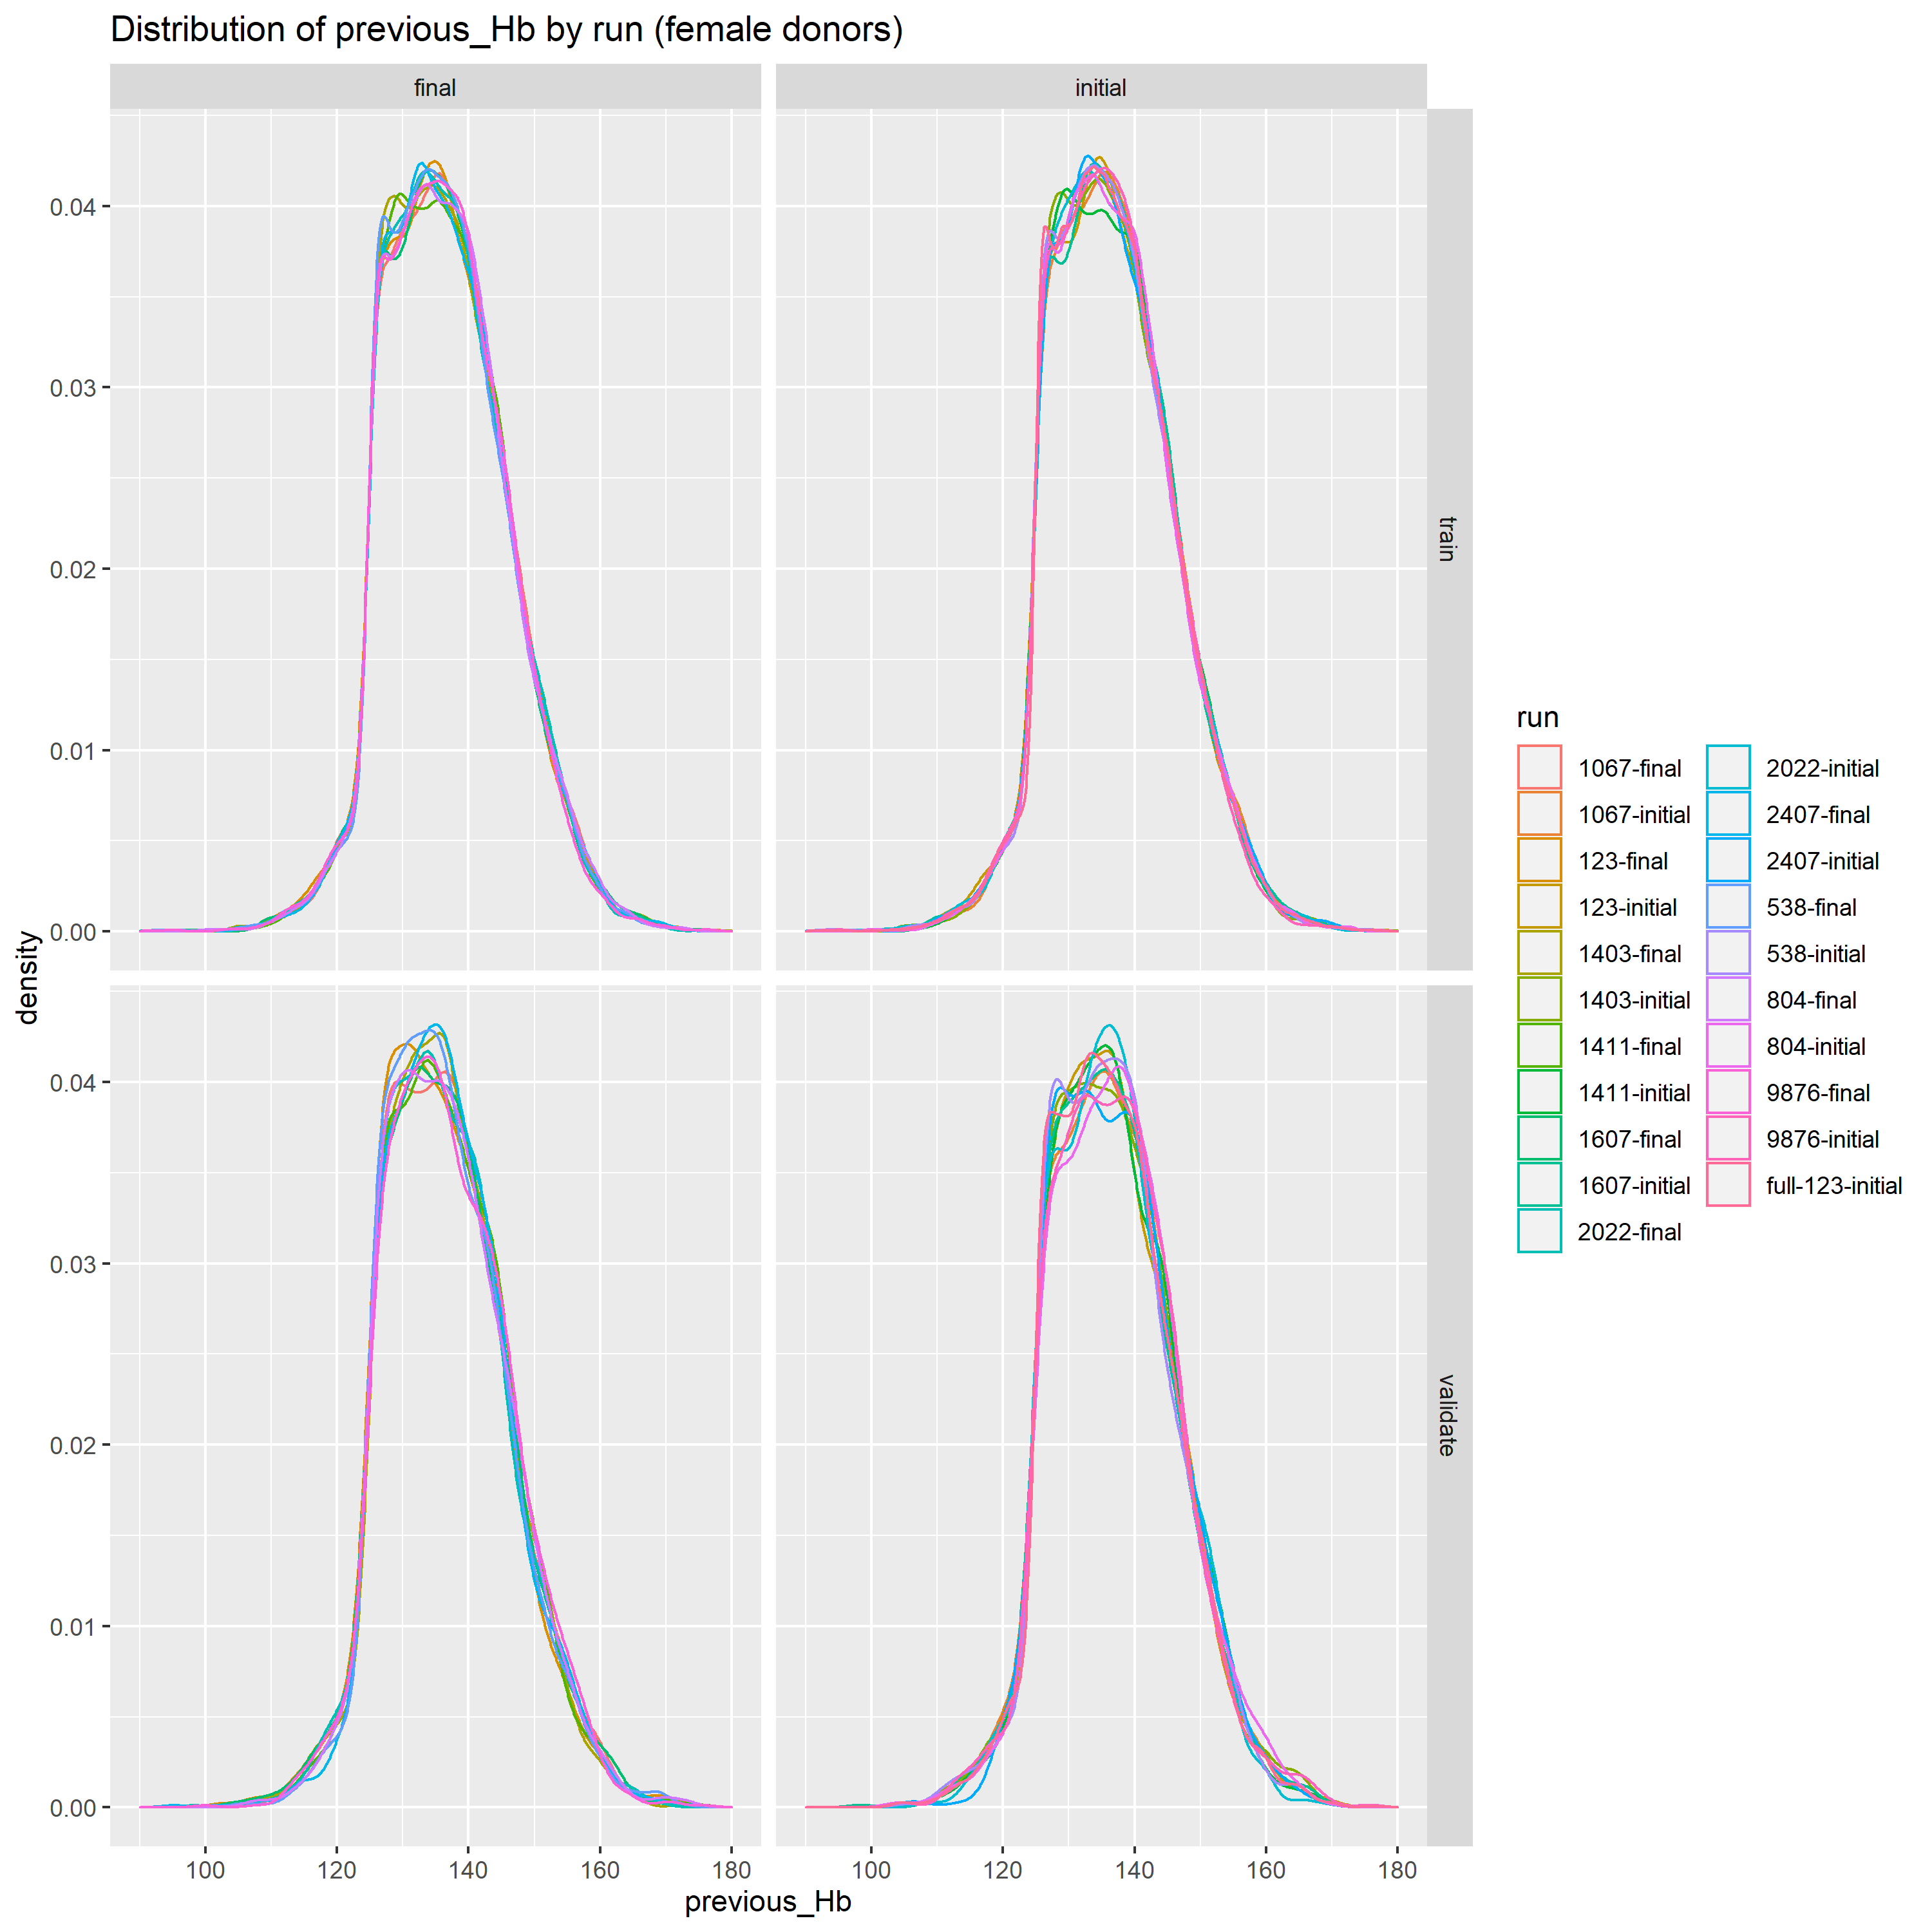 Distribution of previous_Hb by run (female donors)
final
initial
train
validate
0.04
0.03
0.02
0.01
0.00
0.04
0.03
0.02
0.01
0.00
density
100 120 140 160 180
100 120 140 160 180
previous_Hb
run
1067-final
1067-initial
123-final
123-initial
1403-final
1403-initial
1411-final
1411-initial
1607-final
1607-initial
2022-final
2022-initial
2407-final
2407-initial
538-final
538-initial
804-final
804-initial
9876-final
9876-initial
full-123-initial